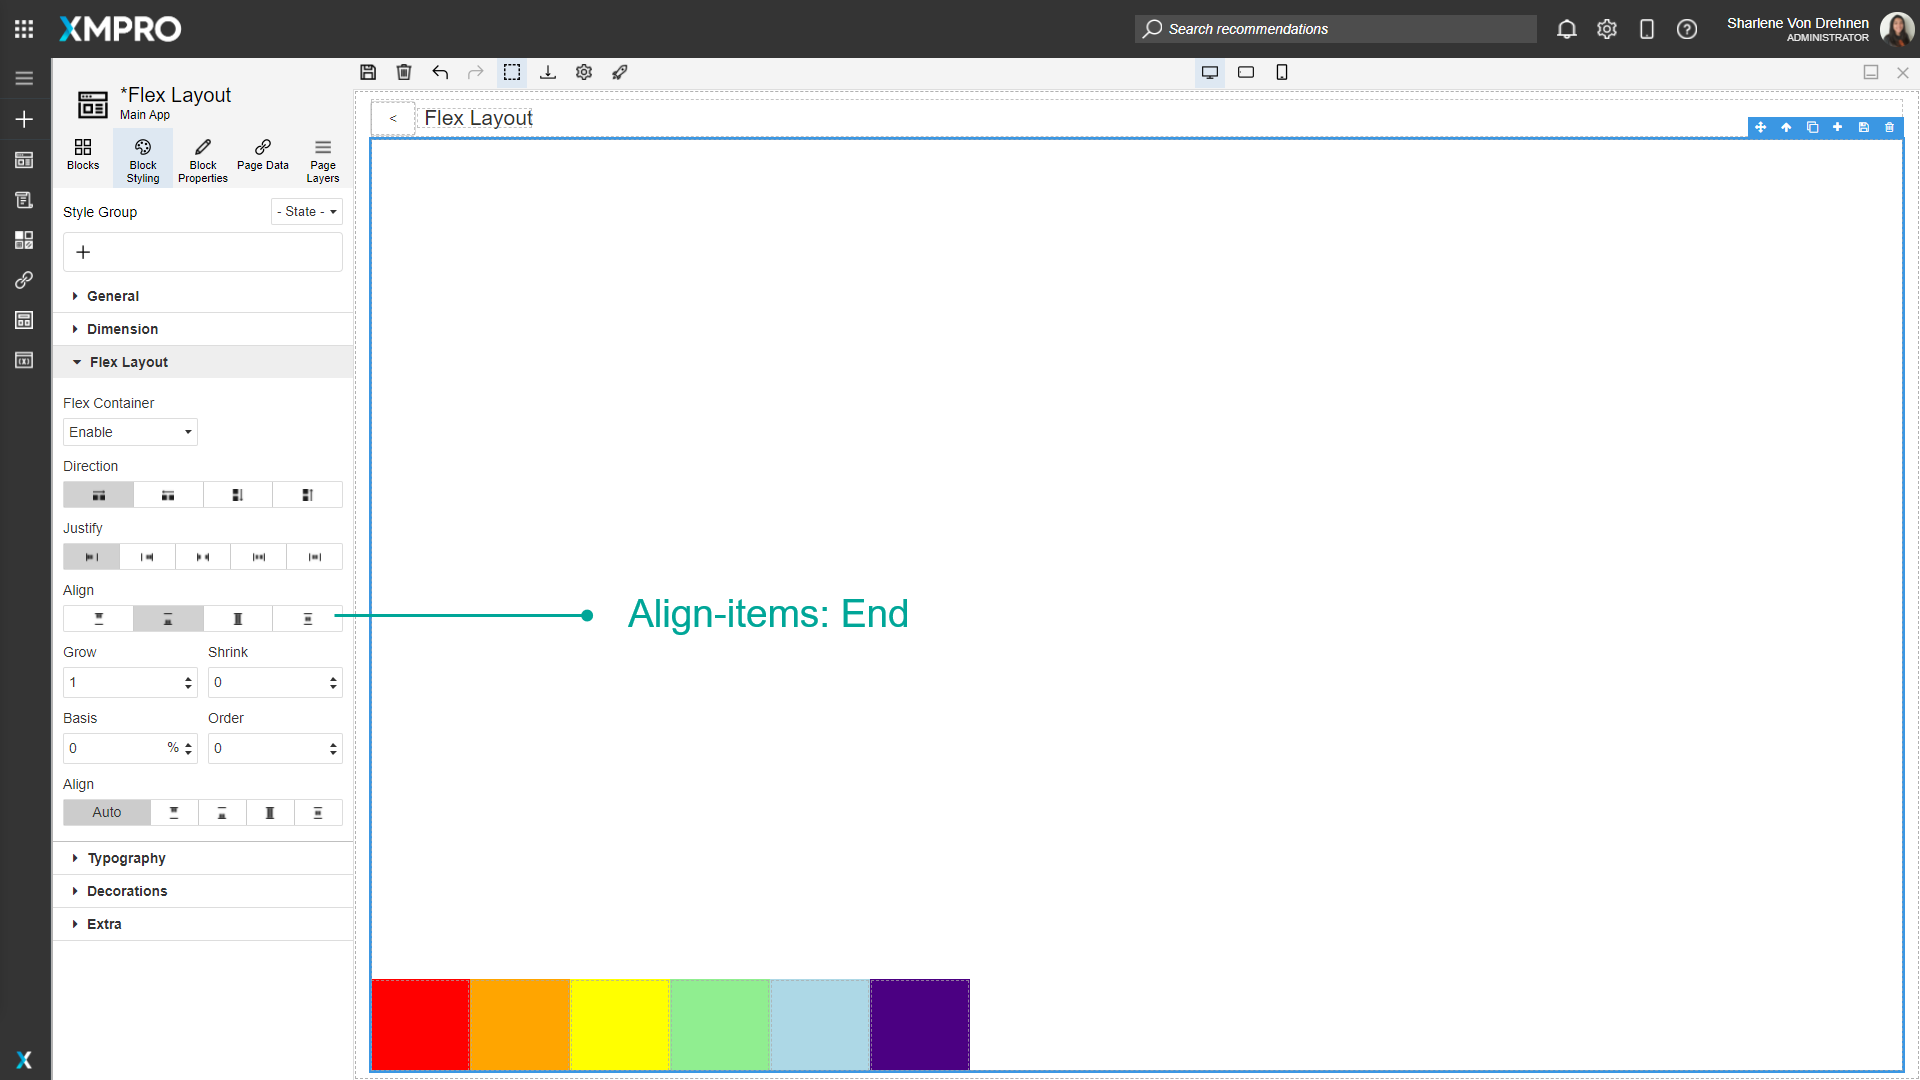 XMPRO
Search recommendations
Sharlene Von Drehnen
ADMINISTRATOR
*Flex Layout
Main App
Blocks
Block Styling
Block Properties
Page Data
Page Layers
Style Group
- State -
General
Dimension
Flex Layout
Flex Container
Enable
Direction
Justify
Align
Grow
Shrink
1
0
Basis
Order
0 %
0
Align
Auto
Typography
Decorations
Extra
< Flex Layout
Align-items: End